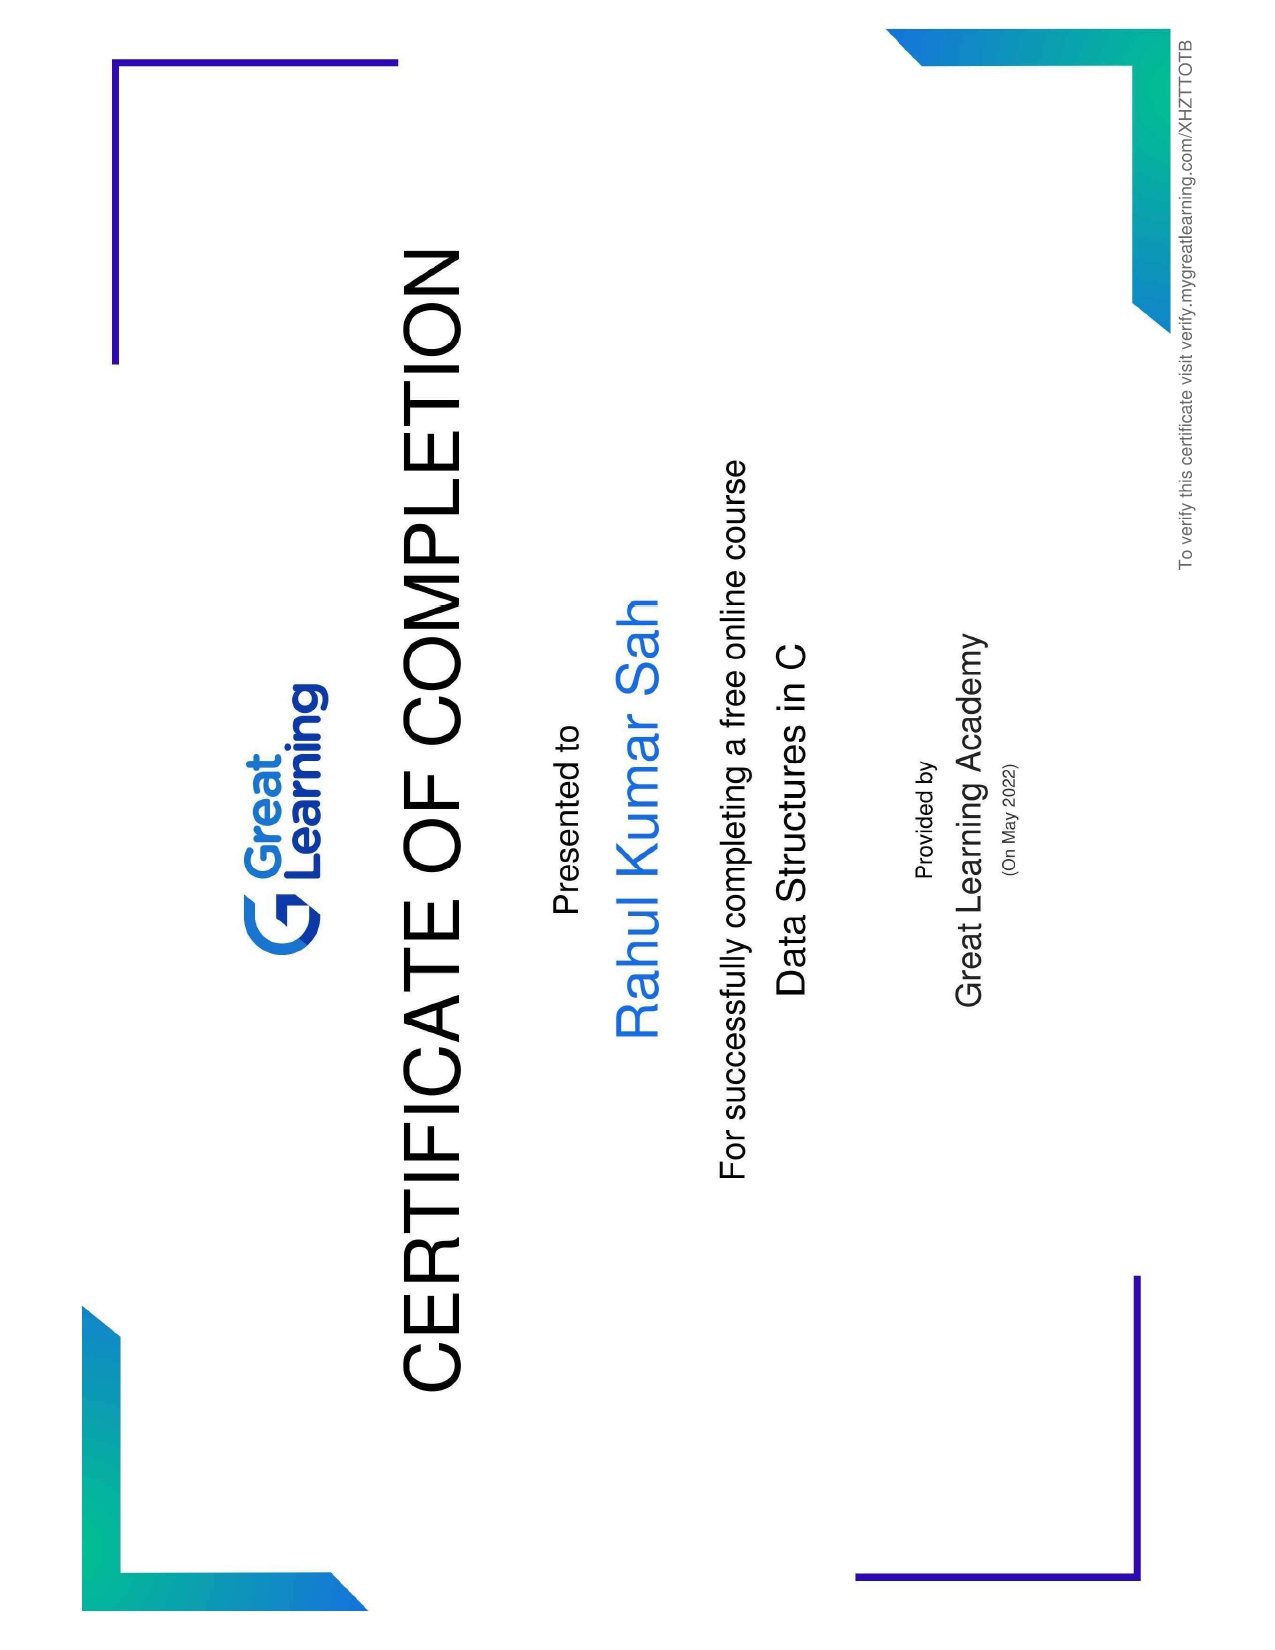 Great
Learning
CERTIFICATE OF COMPLETION
Presented to
Rahul Kumar Sah
For successfully completing a free online course
Data Structures in C
Provided by
Great Learning Academy
(On May 2022)
To verify this certificate visit verify.mygreatlearning.com/XHZTTOTB